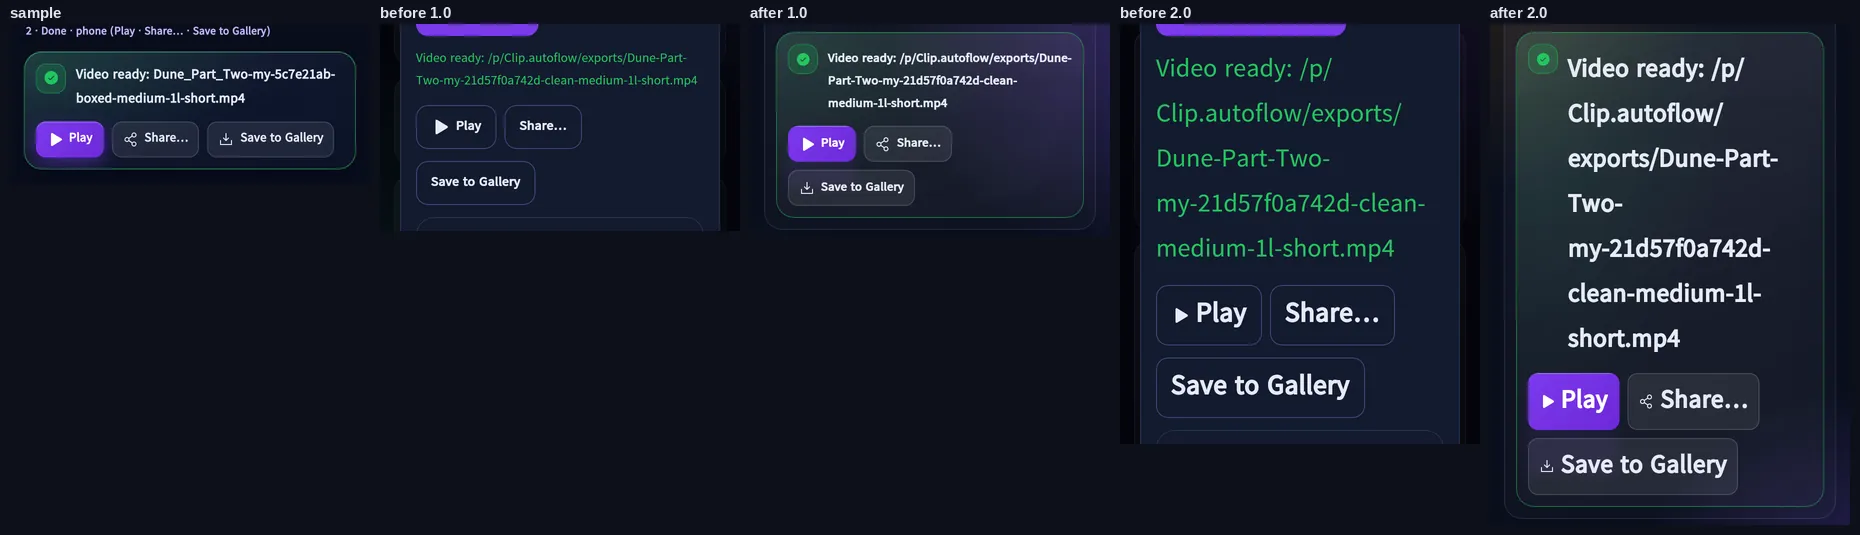 sample
2 · Done · phone (Play · Share... · Save to Gallery)
Video ready: Dune_Part_Two-my-5c7e21ab-
boxed-medium-1l-short.mp4
Play
Share...
Save to Gallery
before 1.0
Video ready: /p/Clip.autoflow/exports/Dune-Part-
Two-my-21d57f0a742d-clean-medium-1l-short.mp4
Play
Share...
Save to Gallery
after 1.0
Video ready: /p/Clip.autoflow/exports/Dune-
Part-Two-my-21d57f0a742d-clean-
medium-1l-short.mp4
Play
Share...
Save to Gallery
before 2.0
Video ready: /p/
Clip.autoflow/exports/
Dune-Part-Two-
my-21d57f0a742d-clean-
medium-1l-short.mp4
Play
Share...
Save to Gallery
after 2.0
Video ready: /p/
Clip.autoflow/
exports/Dune-Part-
Two-
my-21d57f0a742d-
clean-medium-1l-
short.mp4
Play
Share...
Save to Gallery